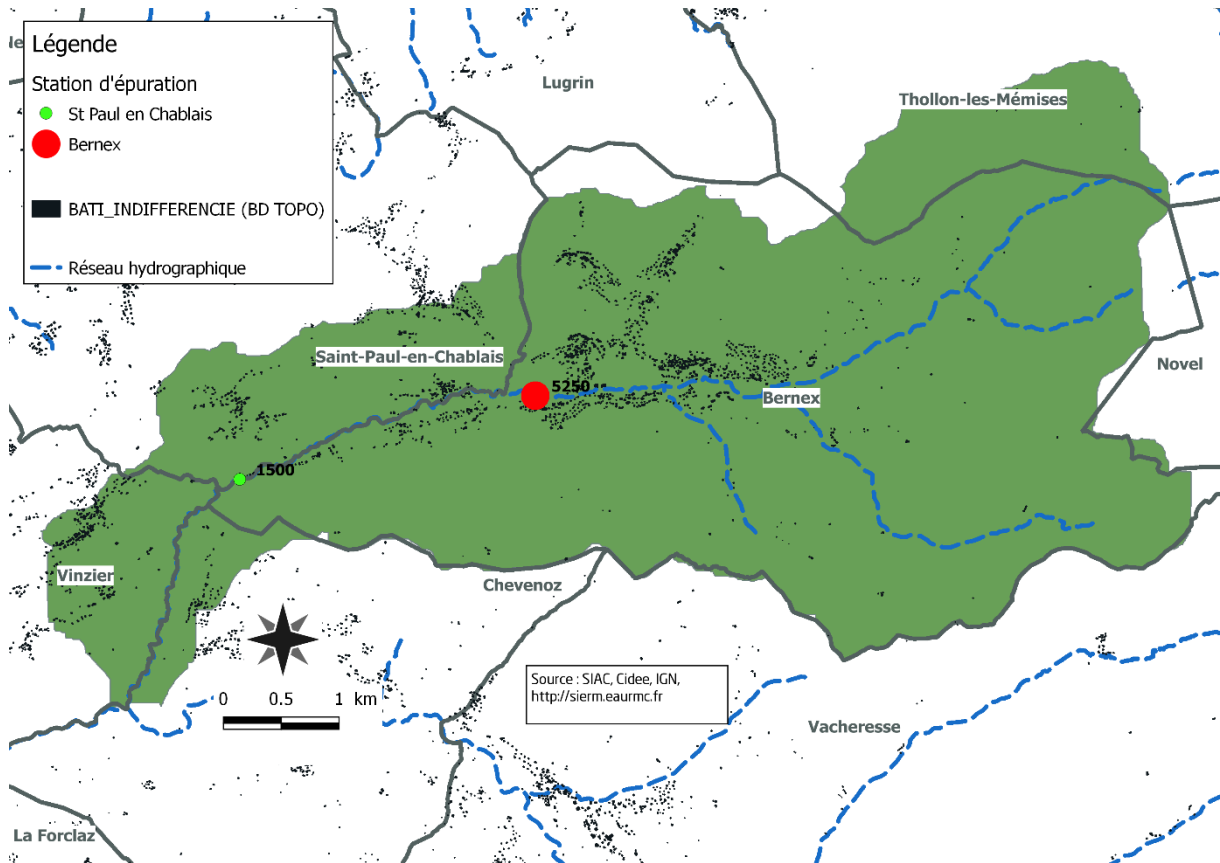 Légende
Station d'épuration
St Paul en Chablais
Bernex
BATI_INDIFFERENCIE (BD TOPO)
Réseau hydrographique
Lugrin
Thollon-les-Mémises
Saint-Paul-en-Chablais
Novel
5250
Bernex
1500
Vinzier
Chevenoz
0 0.5 1 km
Source : SIAC, Cidee, IGN,
http://sierm.eaurmc.fr
Vacheresse
La Forclaz